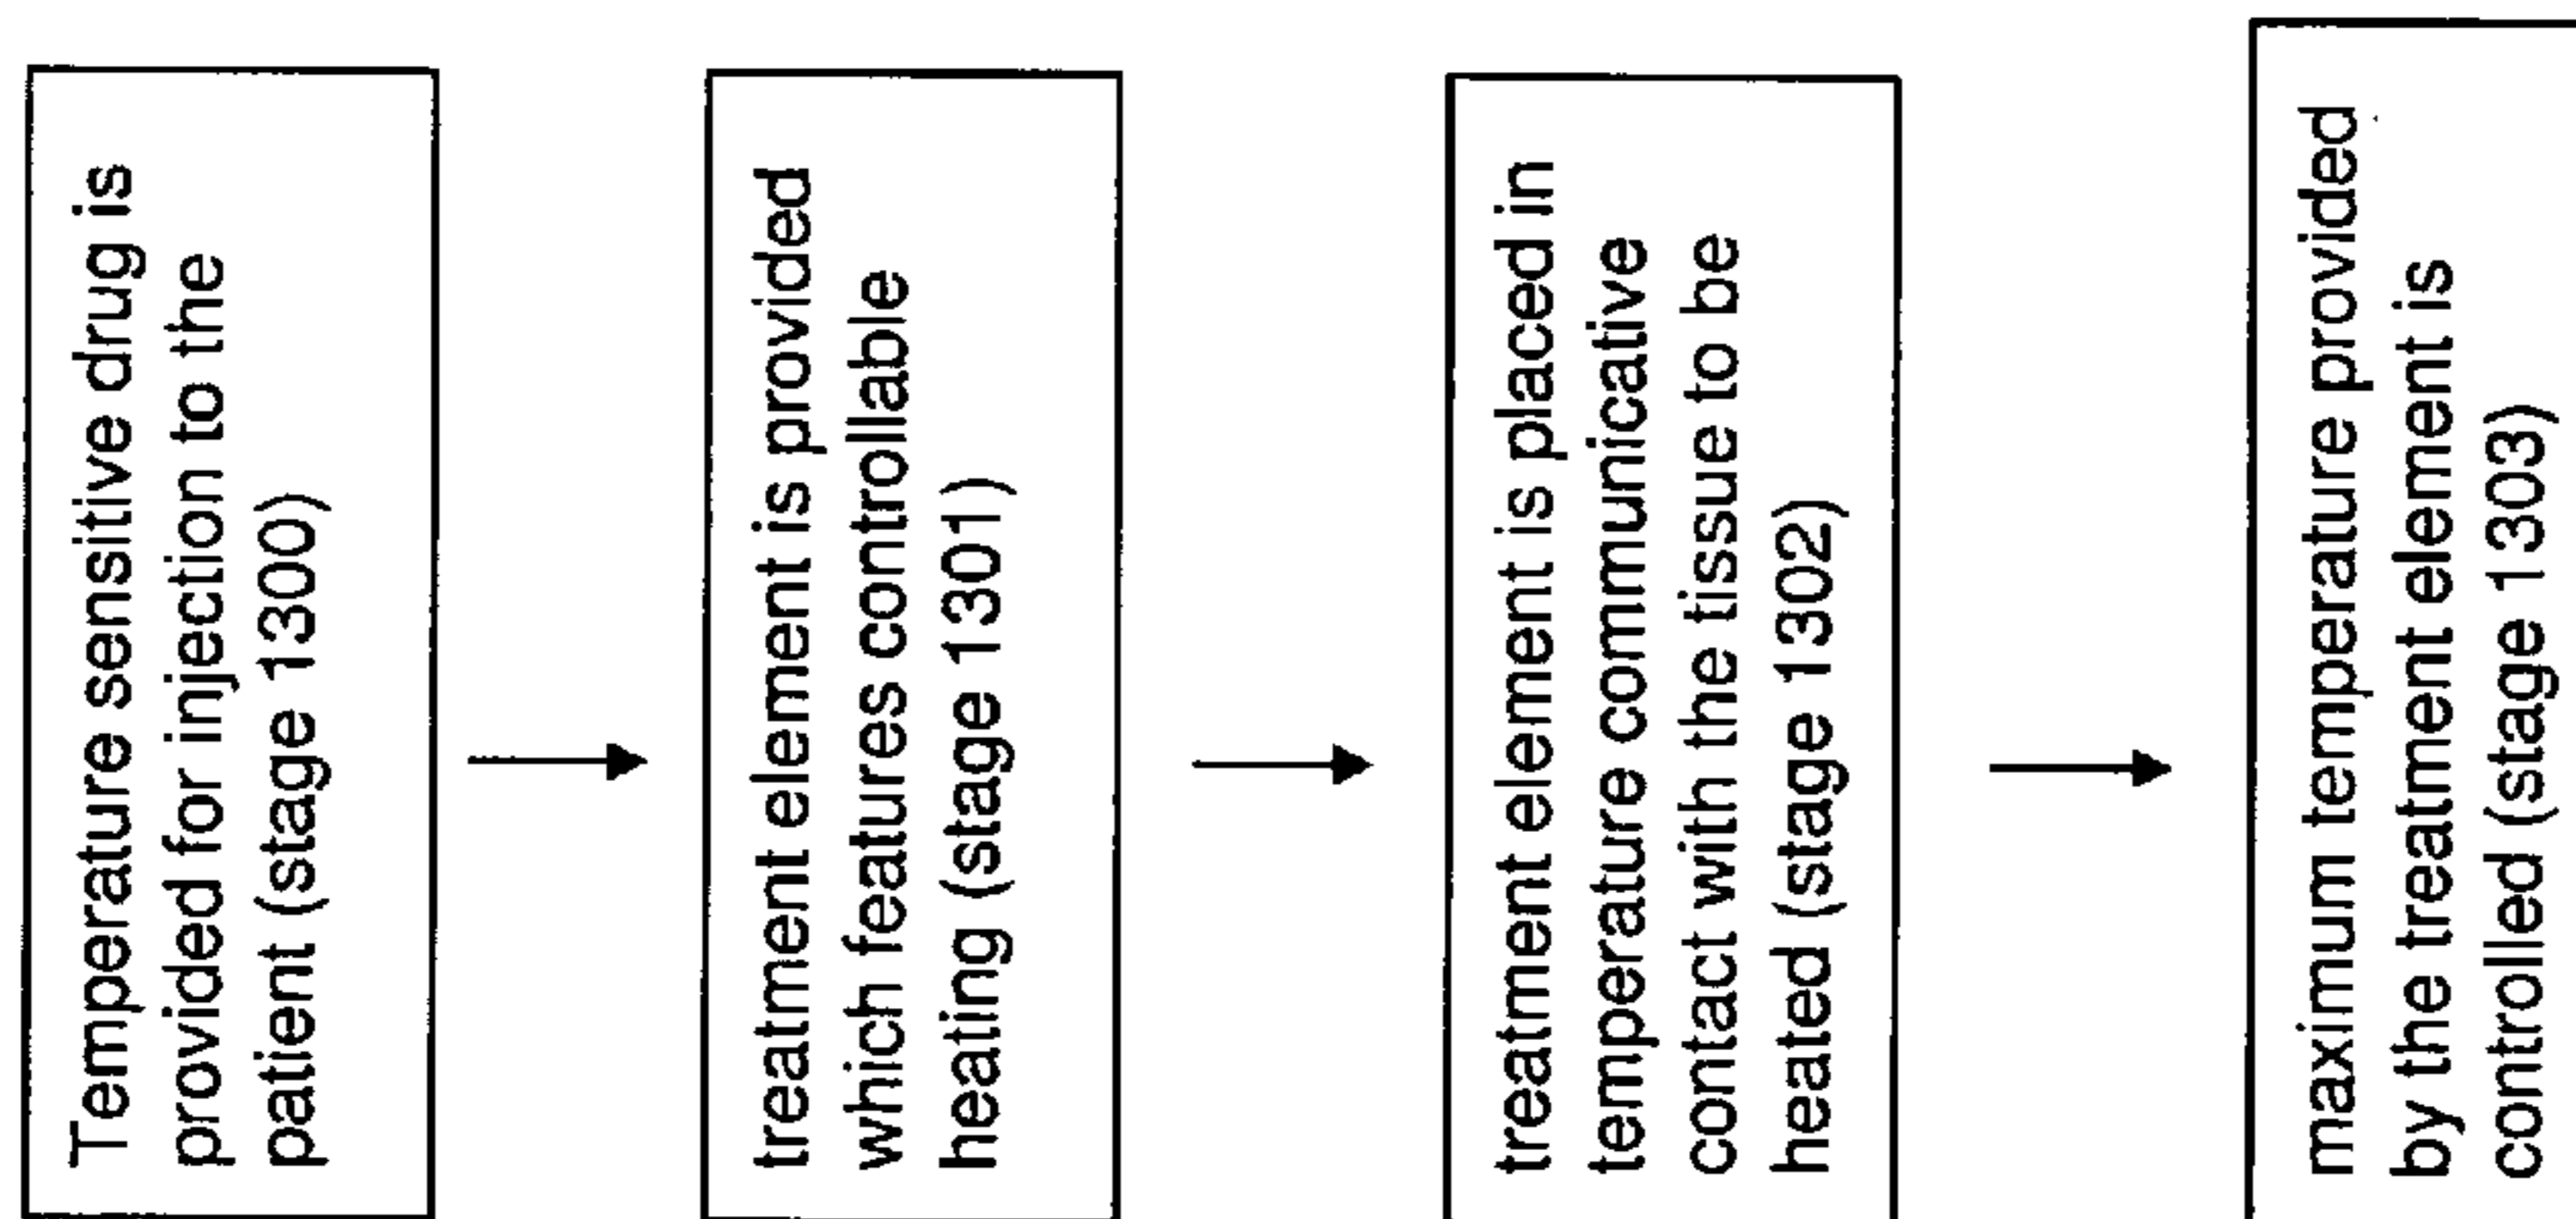 Temperature sensitive drug is
provided for injection to the
patient (stage 1300)
treatment element is provided
which features controllable
heating (stage 1301)
treatment element is placed in
temperature communicative
contact with the tissue to be
heated (stage 1302)
maximum temperature provided
by the treatment element is
controlled (stage 1303)